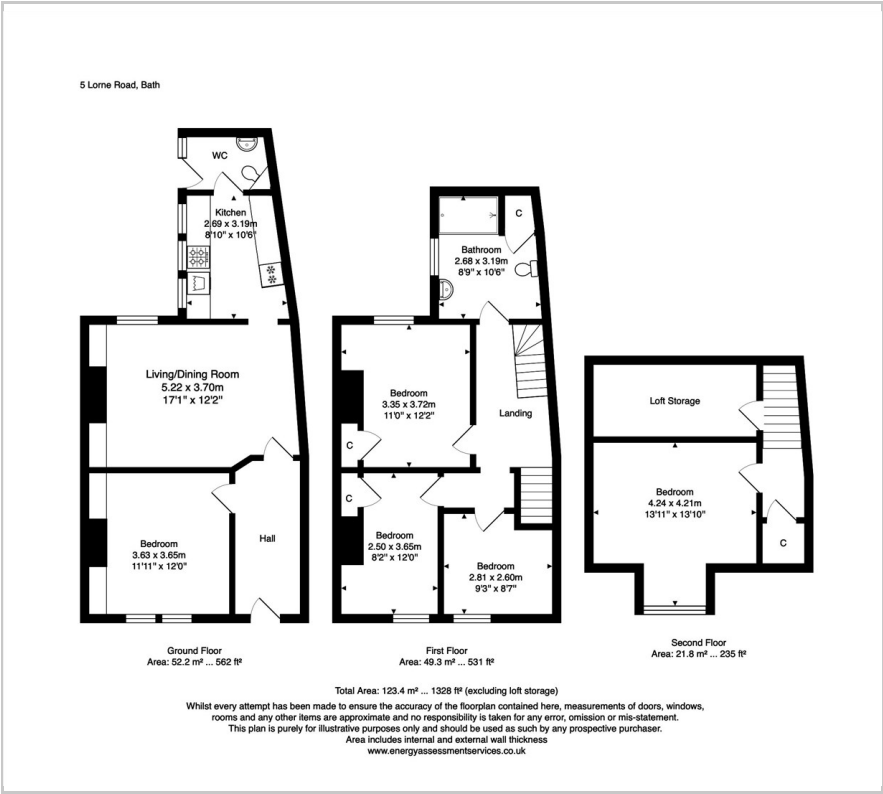 5 Lorne Road, Bath
WC
Kitchen
2.69 x 3.19m
8'10" x 10'6"
Living/Dining Room
5.22 x 3.70m
17'1" x 12'2"
Bedroom
3.63 x 3.65m
11'11" x 12'0"
Hall
Ground Floor
Area: 52.2 m² ... 562 ft²
C
Bathroom
2.68 x 3.19m
8'9" x 10'6"
Bedroom
3.35 x 3.72m
11'0" x 12'2"
Landing
C
C
Bedroom
2.50 x 3.65m
8'2" x 12'0"
Bedroom
2.81 x 2.60m
9'3" x 8'7"
First Floor
Area: 49.3 m² ... 531 ft²
Loft Storage
Bedroom
4.24 x 4.21m
13'11" x 13'10"
C
Second Floor
Area: 21.8 m² ... 235 ft²
Total Area: 123.4 m² ... 1328 ft² (excluding loft storage)
Whilst every attempt has been made to ensure the accuracy of the floorplan contained here, measurements of doors, windows,
rooms and any other items are approximate and no responsibility is taken for any error, omission or mis-statement.
This plan is purely for illustrative purposes only and should be used as such by any prospective purchaser.
Area includes internal and external wall thickness
www.energyassessmentservices.co.uk